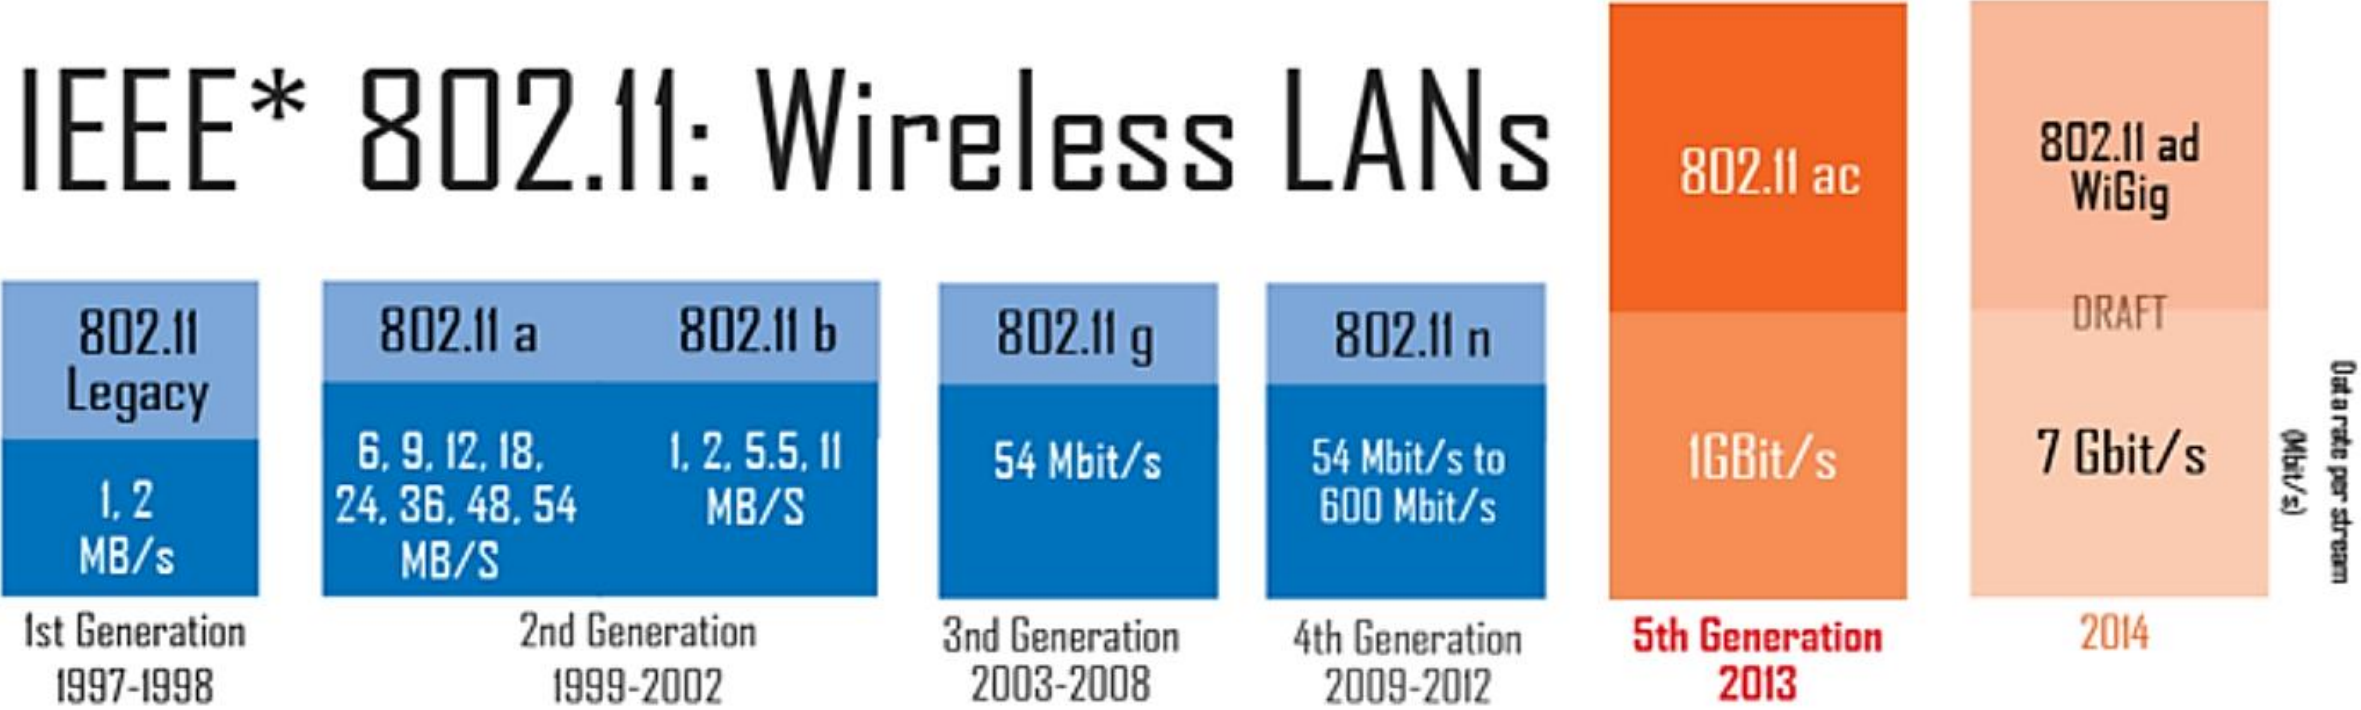 IEEE* 802.11: Wireless LANs
802.11
Legacy
1, 2
MB/s
1st Generation
1997-1998
802.11 a
6, 9, 12, 18,
24, 36, 48, 54
MB/S
802.11 b
1, 2, 5.5, 11
MB/S
2nd Generation
1999-2002
802.11 g
54 Mbit/s
3nd Generation
2003-2008
802.11 n
54 Mbit/s to
600 Mbit/s
4th Generation
2009-2012
802.11 ac
1GBit/s
5th Generation
2013
802.11 ad
WiGig
DRAFT
7 Gbit/s
2014
Data rate per stream
(Mbit/s)